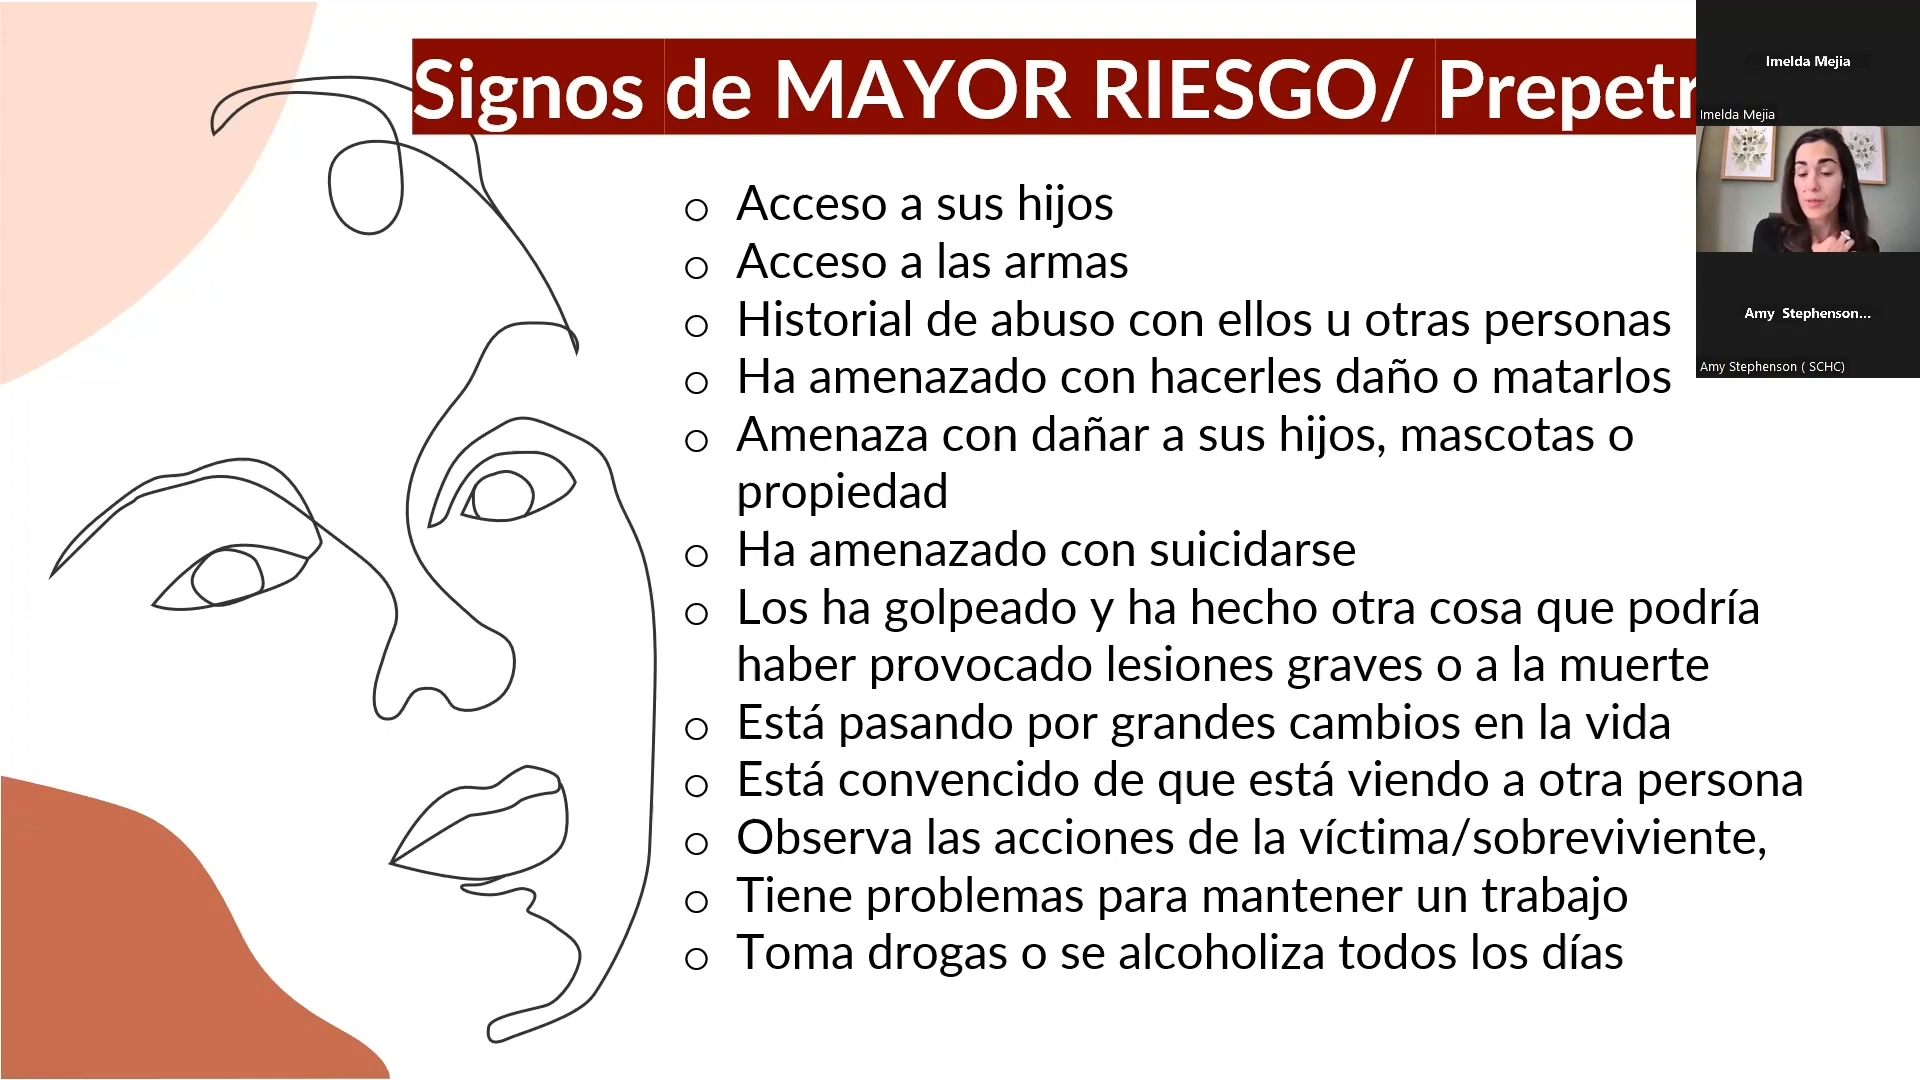 Signos de MAYOR RIESGO/ Prepetr
Acceso a sus hijos
Acceso a las armas
Historial de abuso con ellos u otras personas
Ha amenazado con hacerles daño o matarlos
Amenaza con dañar a sus hijos, mascotas o
propiedad
Ha amenazado con suicidarse
Los ha golpeado y ha hecho otra cosa que podría
haber provocado lesiones graves o a la muerte
Está pasando por grandes cambios en la vida
Está convencido de que está viendo a otra persona
Observa las acciones de la víctima/sobreviviente,
Tiene problemas para mantener un trabajo
Toma drogas o se alcoholiza todos los días
Imelda Mejia
Imelda Mejia
Amy Stephenson...
Amy Stephenson ( SCHC)